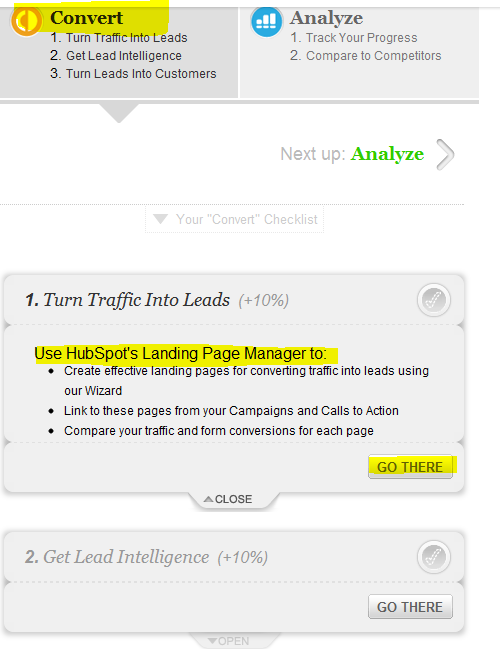 Convert
1. Turn Traffic Into Leads
2. Get Lead Intelligence
3. Turn Leads Into Customers
Analyze
1. Track Your Progress
2. Compare to Competitors
Next up: Analyze
Your "Convert" Checklist
1. Turn Traffic Into Leads (+10%)
Use HubSpot's Landing Page Manager to:
• Create effective landing pages for converting traffic into leads using
our Wizard
• Link to these pages from your Campaigns and Calls to Action
• Compare your traffic and form conversions for each page
GO THERE
CLOSE
2. Get Lead Intelligence (+10%)
GO THERE
OPEN